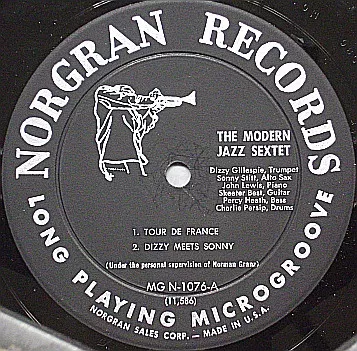 NORGRAN RECORDS
THE MODERN
JAZZ SEXTET
Dizzy Gillespie, Trumpet
Sonny Stitt, Alto Sax
John Lewis, Piano
Skeeter Best, Guitar
Percy Heath, Bass
Charlie Persip, Drums
1. TOUR DE FRANCE
2. DIZZY MEETS SONNY
(Under the personal supervision of Norman Granz)
MG N-1076-A
(11,586)
LONG PLAYING MICROGROOVE
NORGRAN SALES CORP. — MADE IN U.S.A.